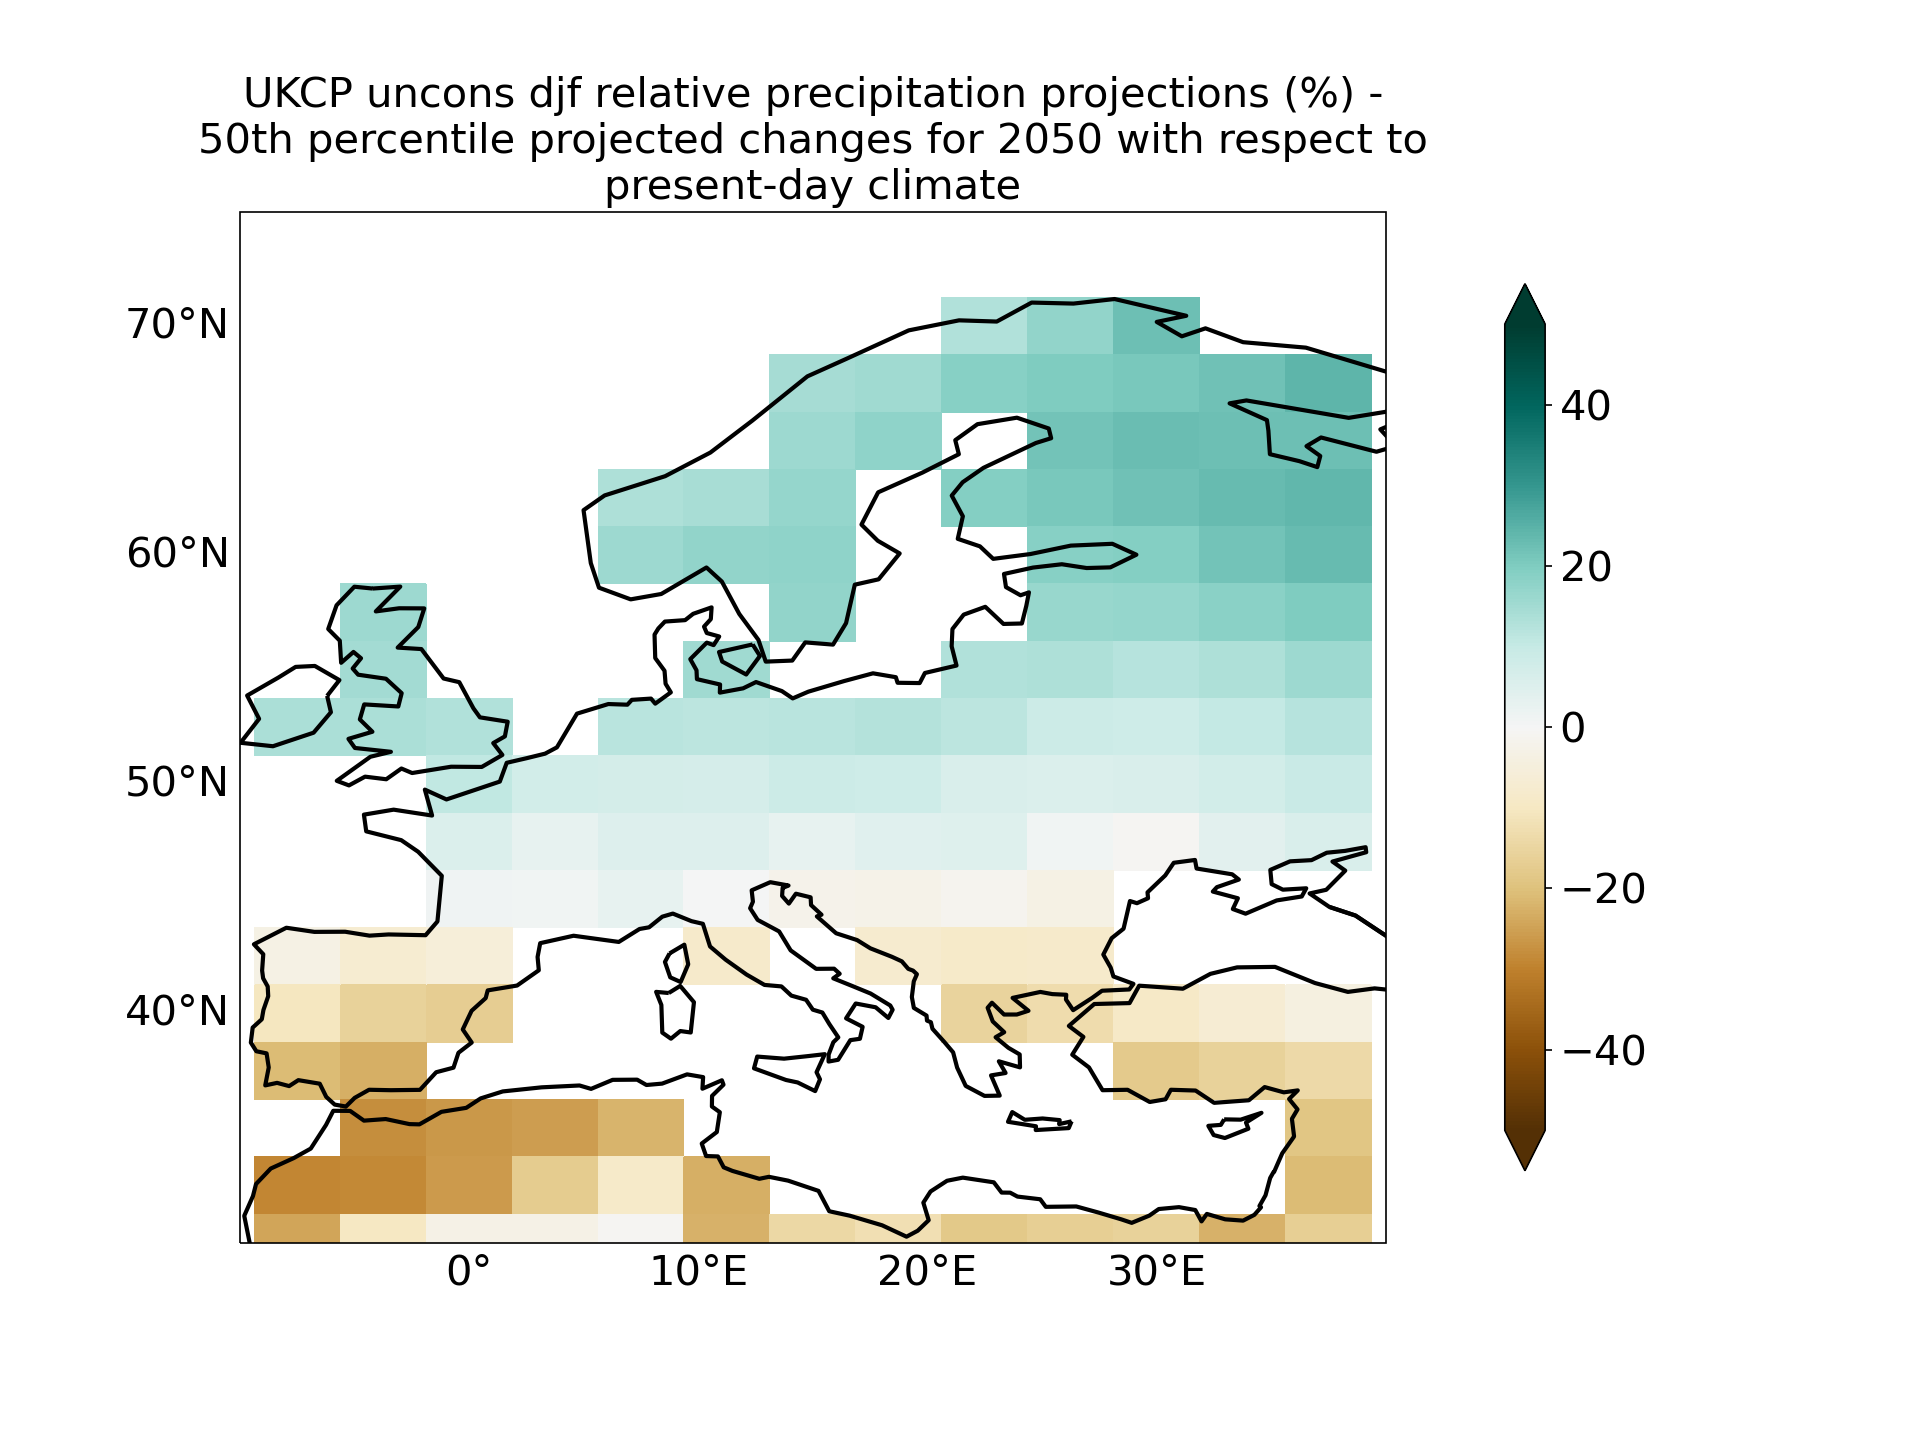 UKCP uncons djf relative precipitation projections (%) -
50th percentile projected changes for 2050 with respect to
present-day climate
70°N
60°N
50°N
40°N
0°
10°E
20°E
30°E
40
20
0
−20
−40